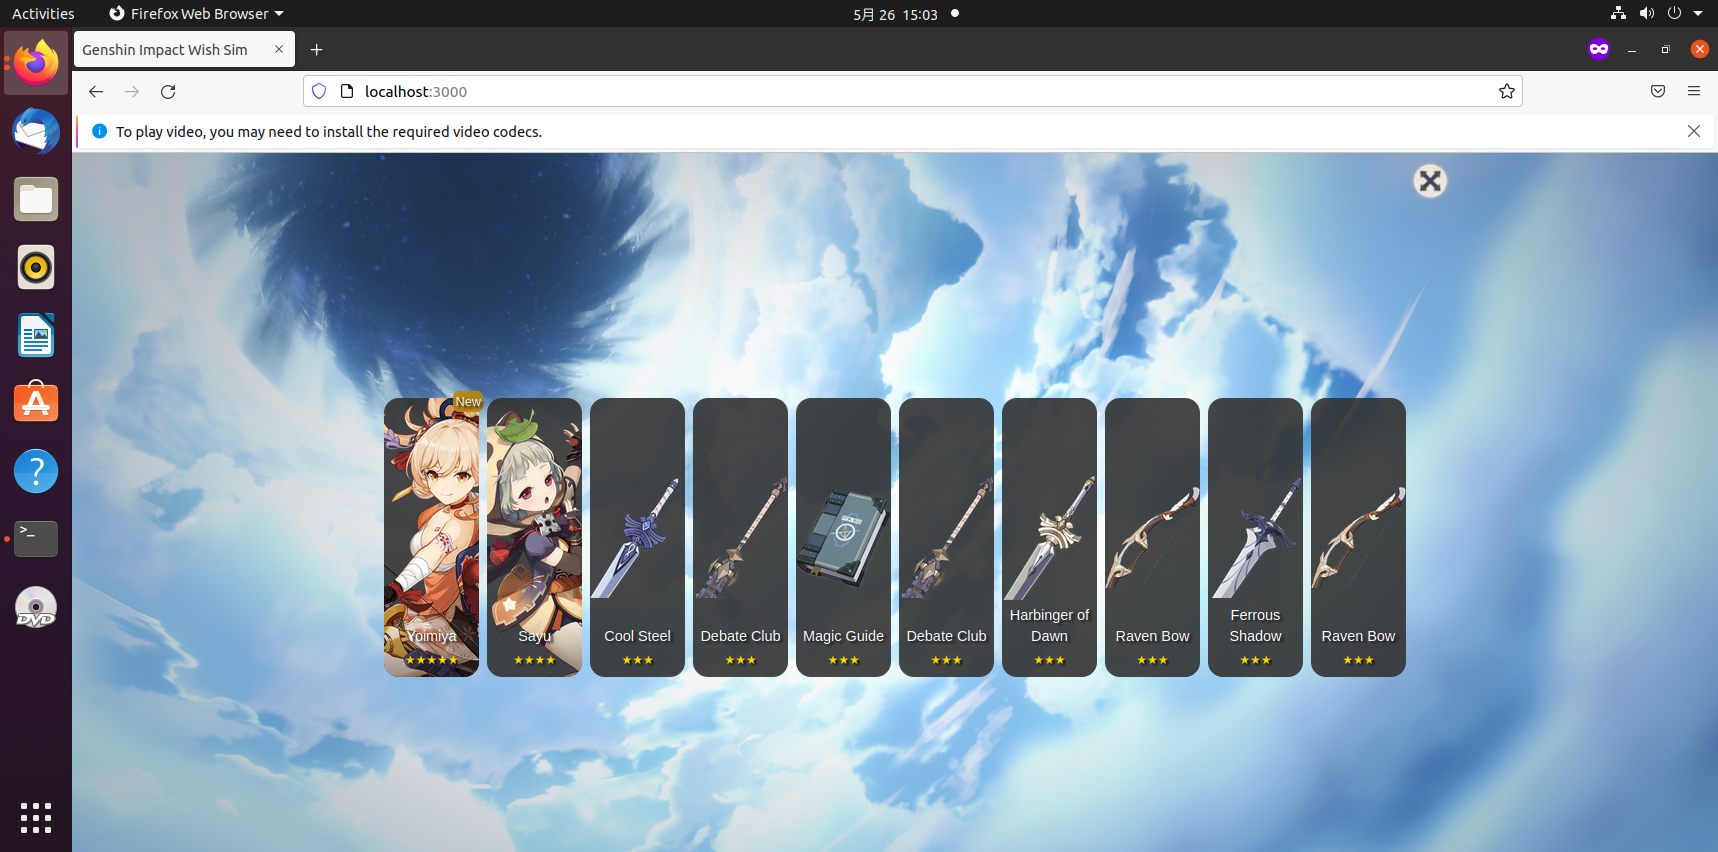 Activities
Firefox Web Browser
5月 26 15:03
Genshin Impact Wish Sim
localhost:3000
To play video, you may need to install the required video codecs.
New
Yoimiya
★★★★★
Sayu
★★★★
Cool Steel
★★★
Debate Club
★★★
Magic Guide
★★★
Debate Club
★★★
Harbinger of
Dawn
★★★
Raven Bow
★★★
Ferrous
Shadow
★★★
Raven Bow
★★★
>_
?
DVD